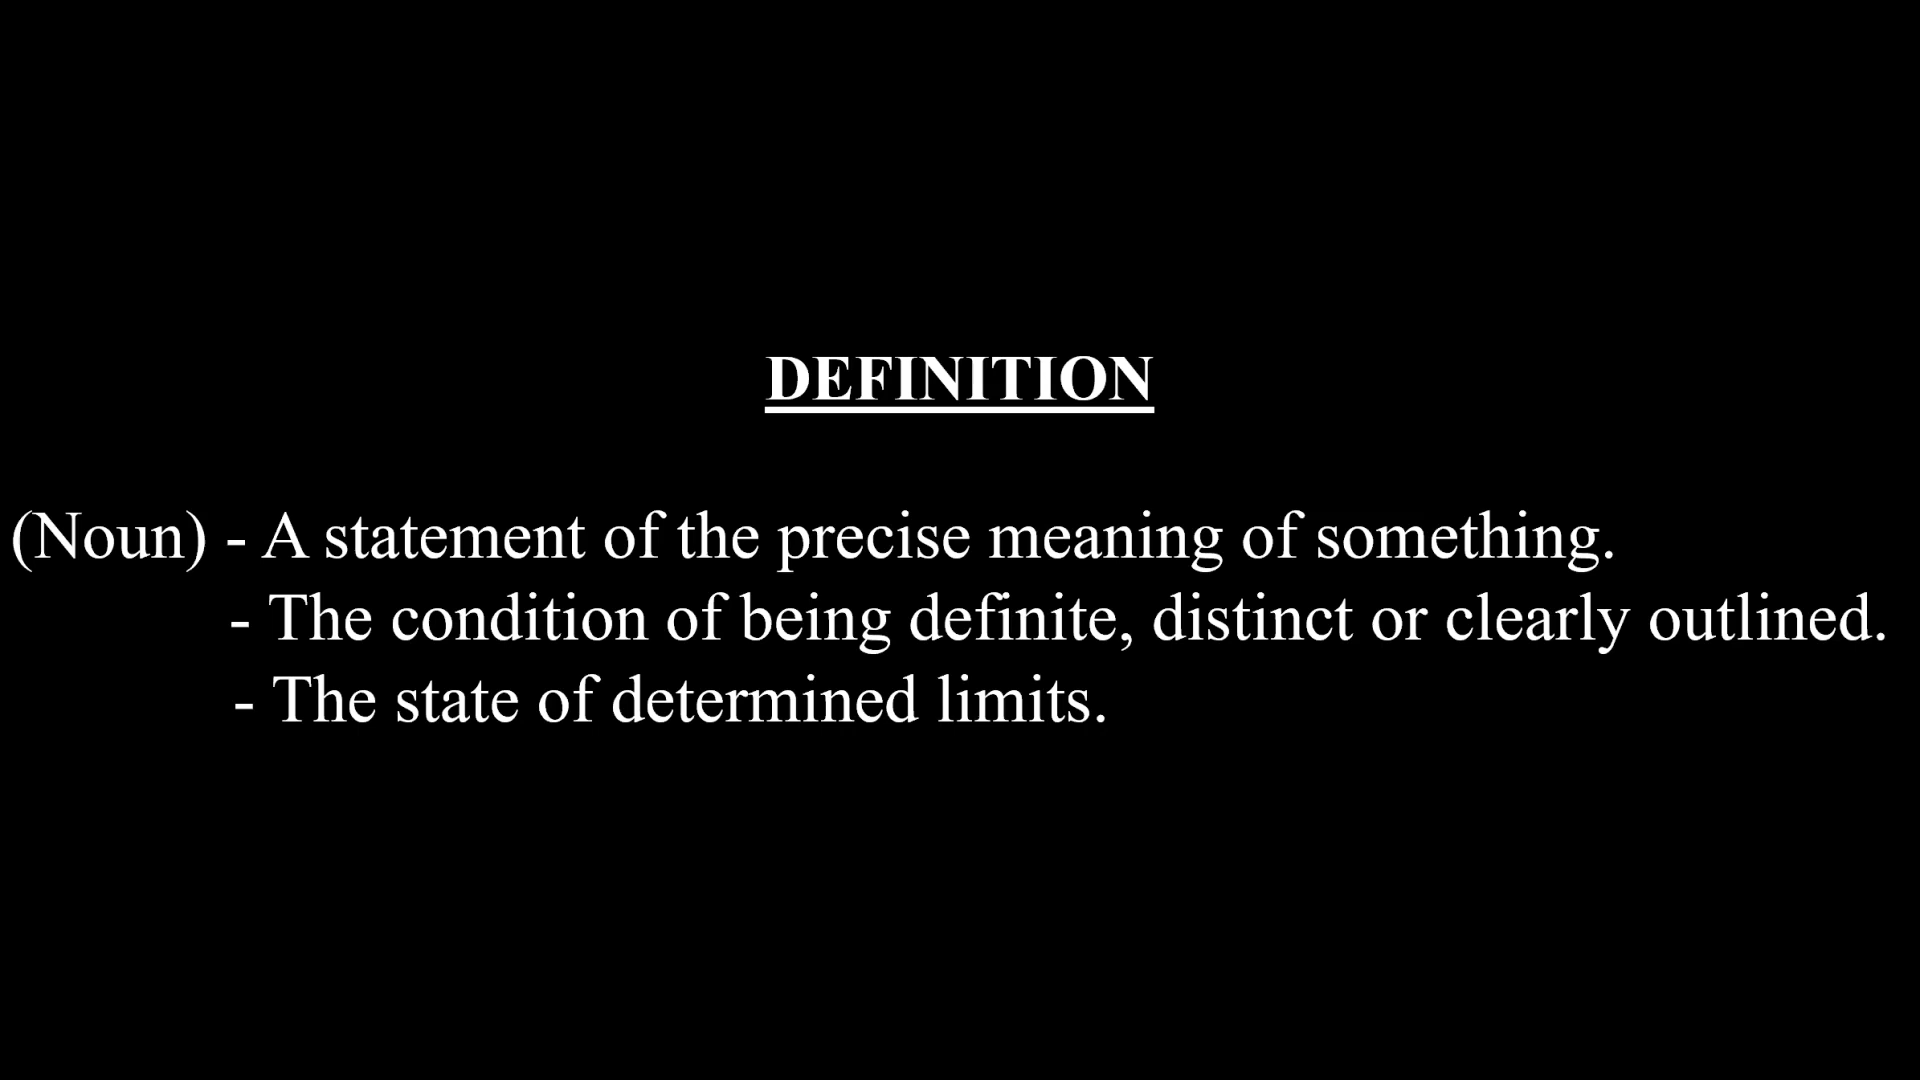 DEFINITION
(Noun) - A statement of the precise meaning of something.
- The condition of being definite, distinct or clearly outlined.
- The state of determined limits.